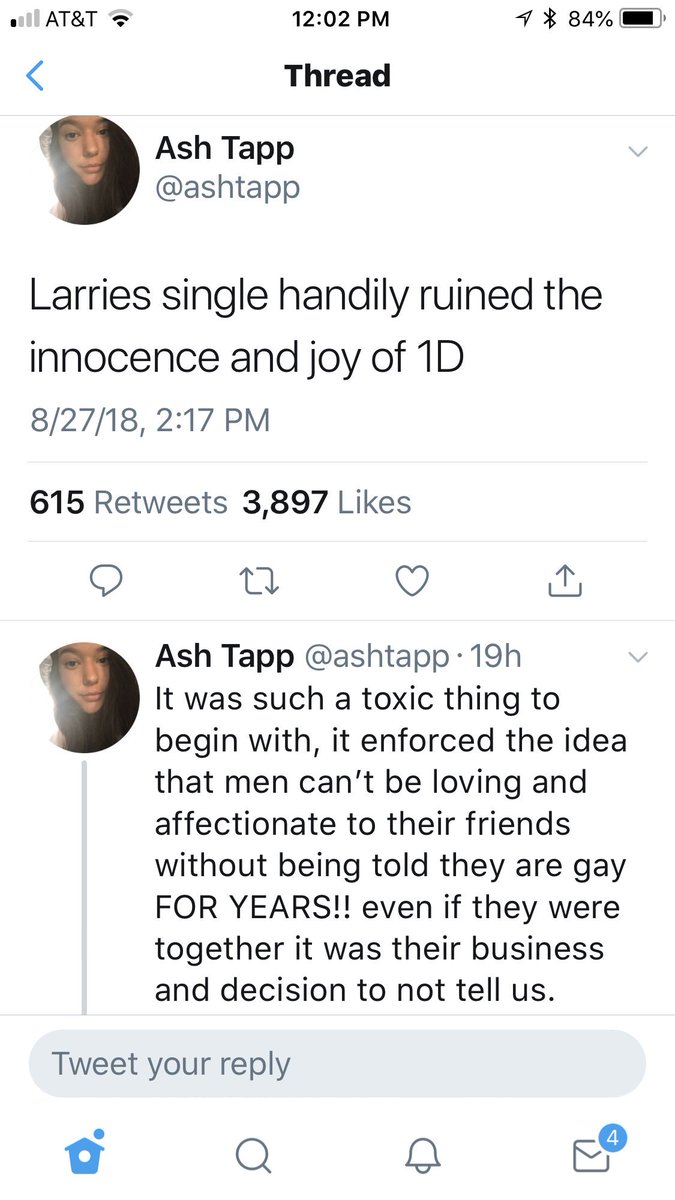 AT&T 12:02 PM 84%
Thread
Ash Tapp
@ashtapp
Larries single handily ruined the
innocence and joy of 1D
8/27/18, 2:17 PM
615 Retweets 3,897 Likes
Ash Tapp @ashtapp · 19h
It was such a toxic thing to
begin with, it enforced the idea
that men can’t be loving and
affectionate to their friends
without being told they are gay
FOR YEARS!! even if they were
together it was their business
and decision to not tell us.
Tweet your reply
4